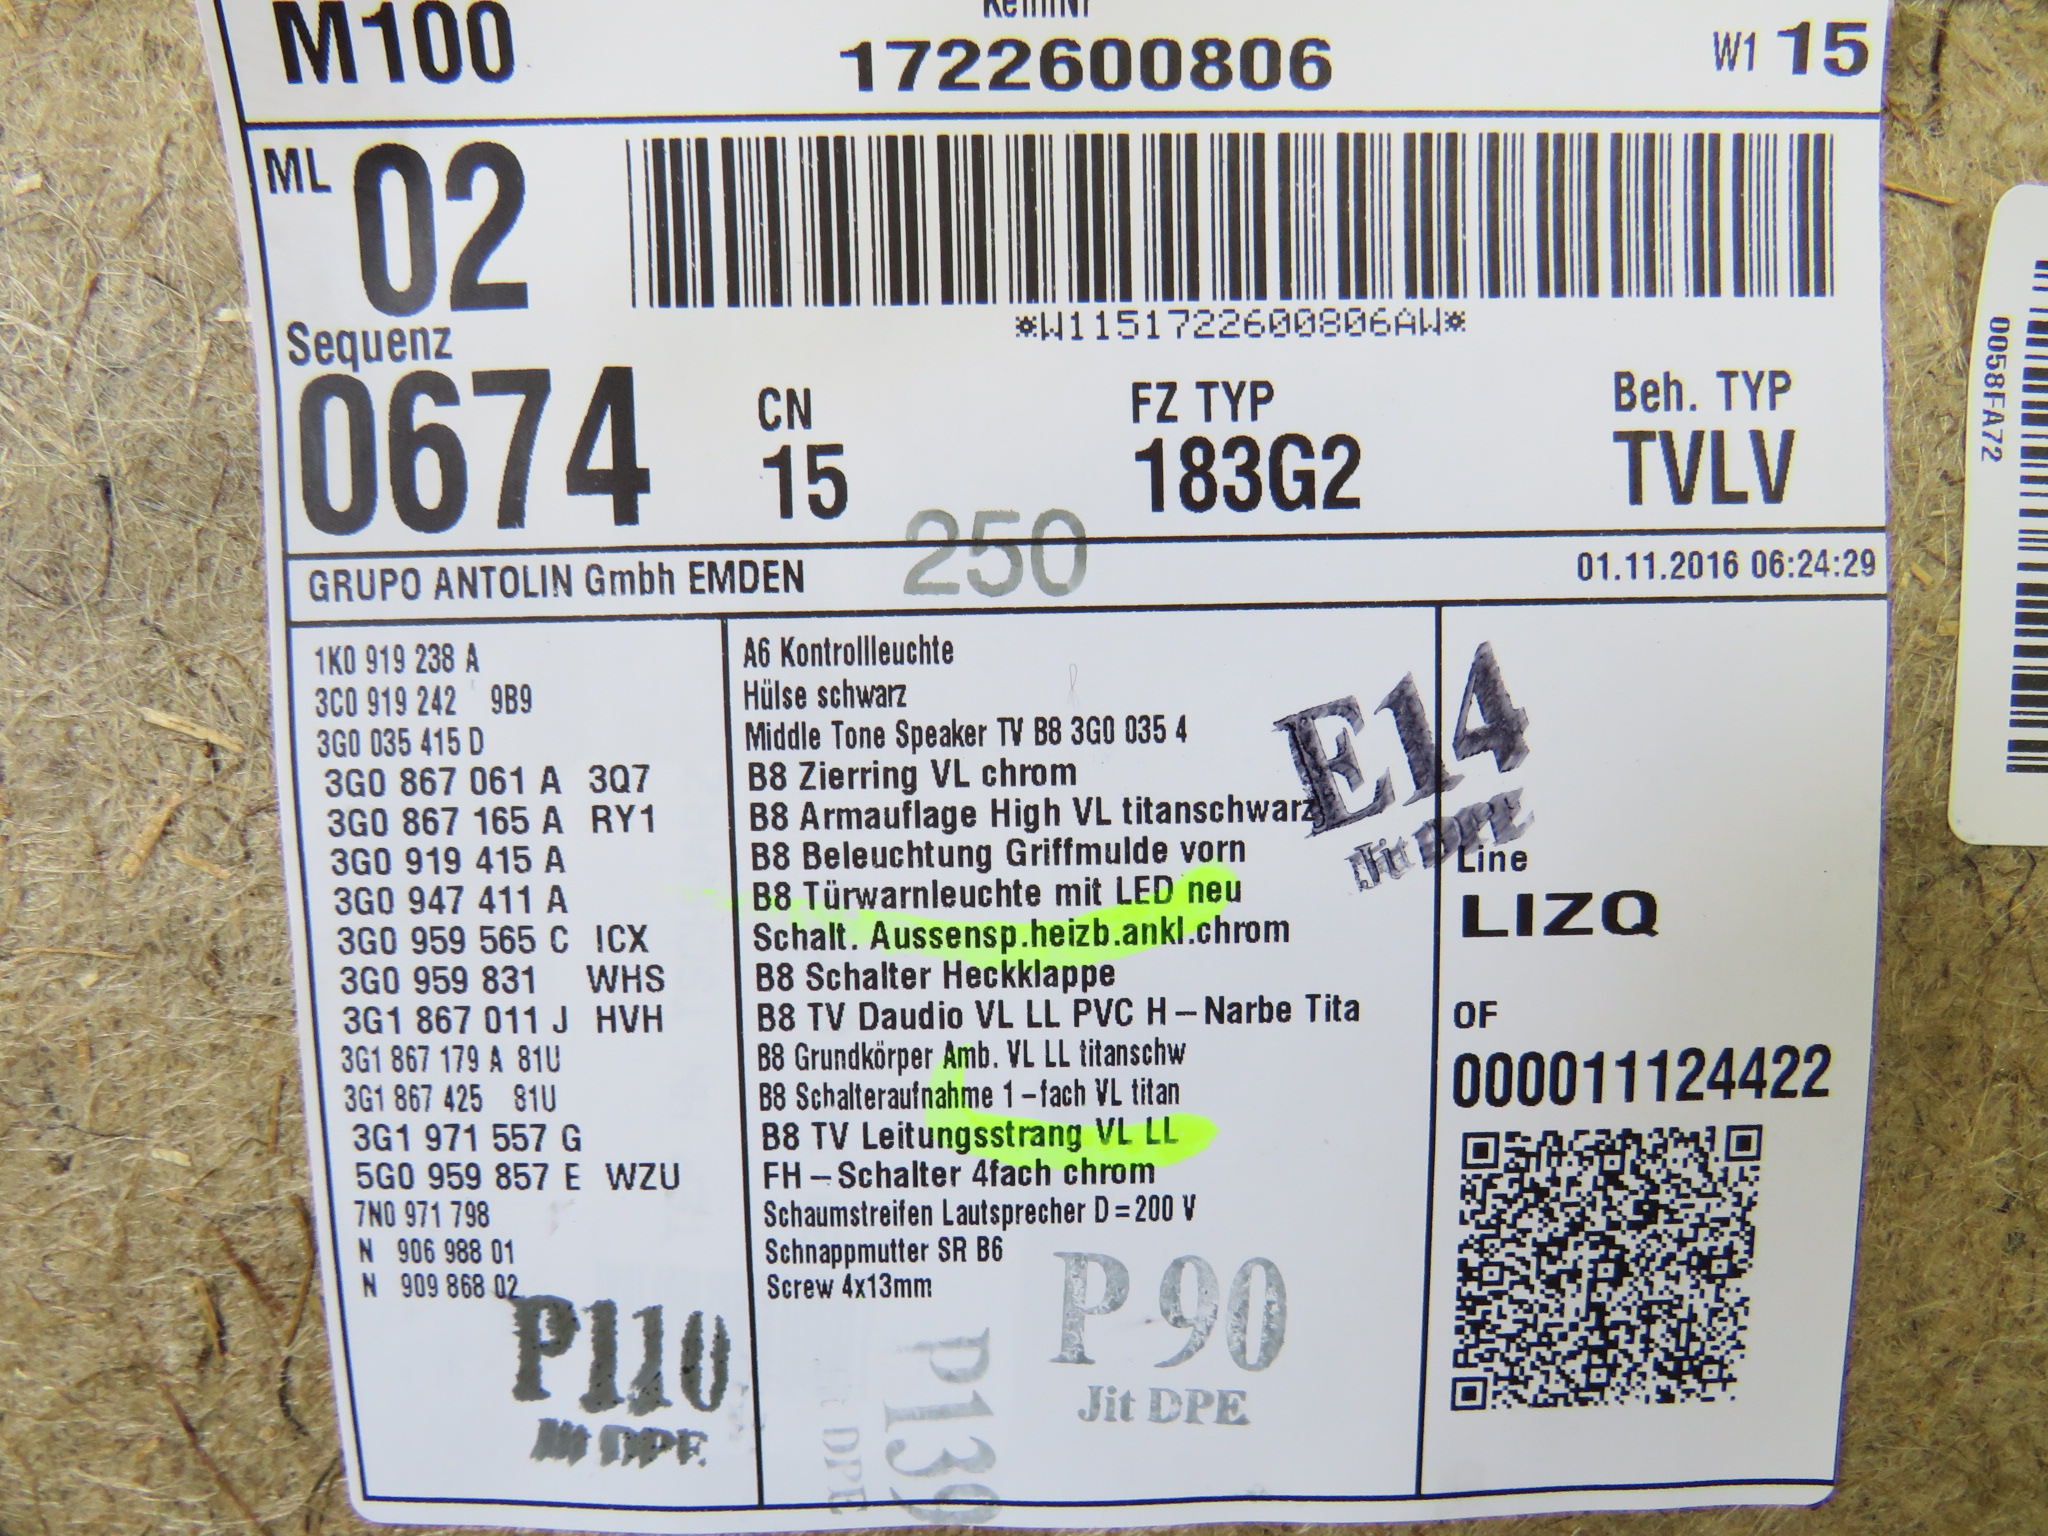 M100
KennNr
1722600806
W1 15
ML 02
*W1151722600806AW*
Sequenz
0674
CN
15
FZ TYP
183G2
Beh. TYP
TVLV
250
GRUPO ANTOLIN Gmbh EMDEN
01.11.2016 06:24:29
1K0 919 238 A A6 Kontrollleuchte
3C0 919 242 9B9 Hülse schwarz
3G0 035 415 D Middle Tone Speaker TV B8 3G0 035 4
3G0 867 061 A 3Q7 B8 Zierring VL chrom
3G0 867 165 A RY1 B8 Armauflage High VL titanschwarz
3G0 919 415 A B8 Beleuchtung Griffmulde vorn
3G0 947 411 A B8 Türwarnleuchte mit LED neu
3G0 959 565 C ICX Schalt. Aussensp.heizb.ankl.chrom
3G0 959 831 WHS B8 Schalter Heckklappe
3G1 867 011 J HVH B8 TV Daudio VL LL PVC H-Narbe Tita
3G1 867 179 A 81U B8 Grundkörper Amb. VL LL titanschw
3G1 867 425 81U B8 Schalteraufnahme 1-fach VL titan
3G1 971 557 G B8 TV Leitungsstrang VL LL
5G0 959 857 E WZU FH-Schalter 4fach chrom
7N0 971 798 Schaumstreifen Lautsprecher D=200 V
N 906 988 01 Schnappmutter SR B6
N 909 868 02 Screw 4x13mm
E14
Jit DPE
Line
LIZQ
OF
000011124422
P110
Jit DPE
P139
DPE
P 90
Jit DPE
0058FA72